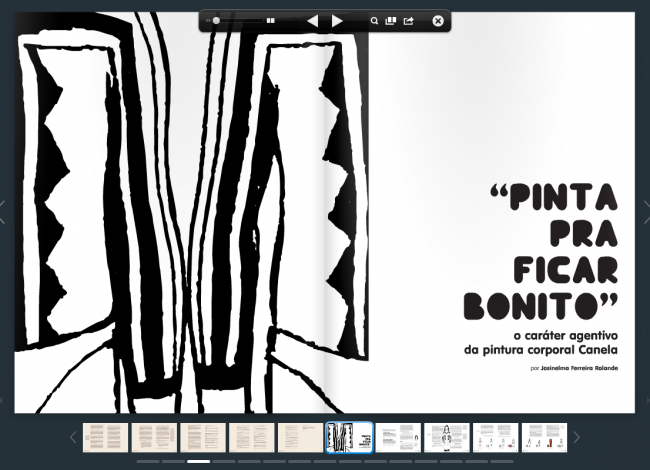 “PINTA
PRA
FICAR
BONITO”
o caráter agentivo
da pintura corporal Canela
por Josinelma Ferreira Rolande